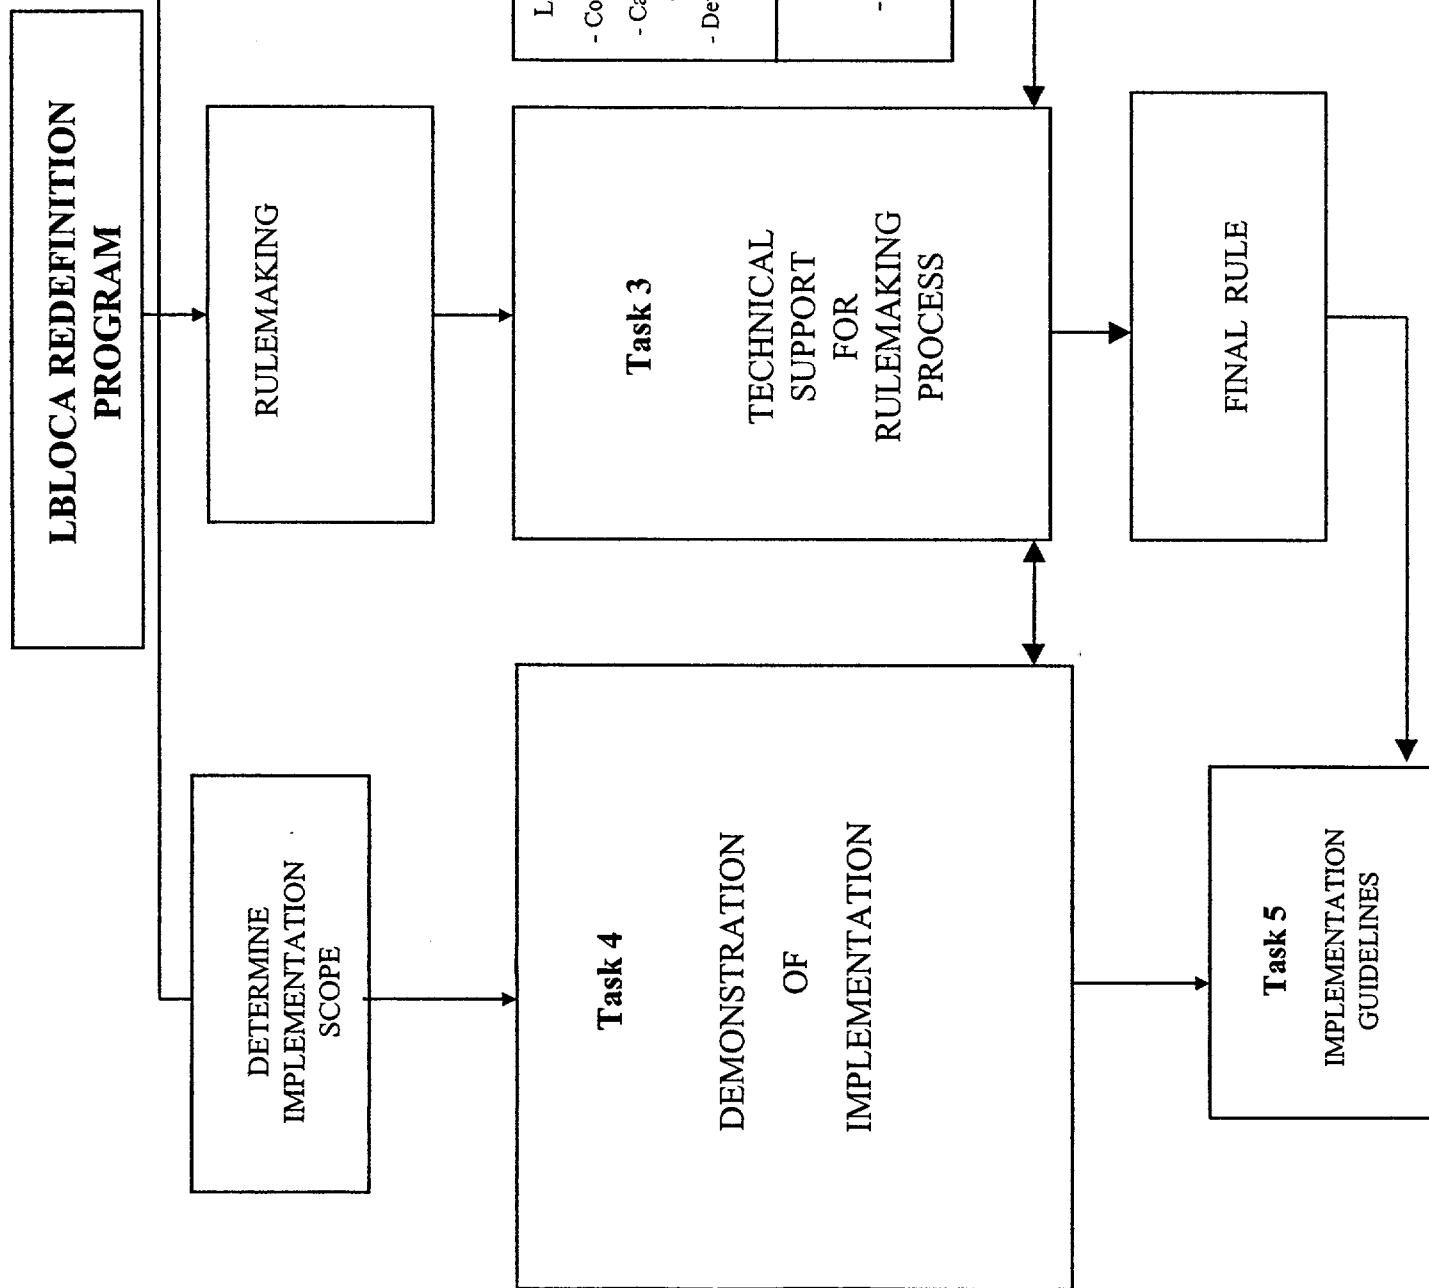 LBLOCA REDEFINITION
PROGRAM
DETERMINE
IMPLEMENTATION
SCOPE
RULEMAKING
Task 4
DEMONSTRATION
OF
IMPLEMENTATION
Task 3
TECHNICAL
SUPPORT
FOR
RULEMAKING
PROCESS
FINAL RULE
Task 5
IMPLEMENTATION
GUIDELINES